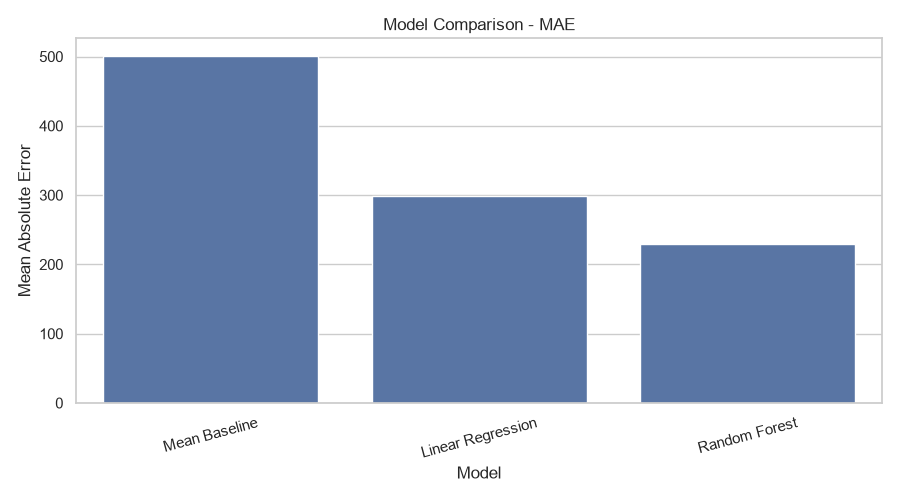 Model Comparison - MAE
Mean Absolute Error
500
400
300
200
100
0
Mean Baseline
Linear Regression
Random Forest
Model